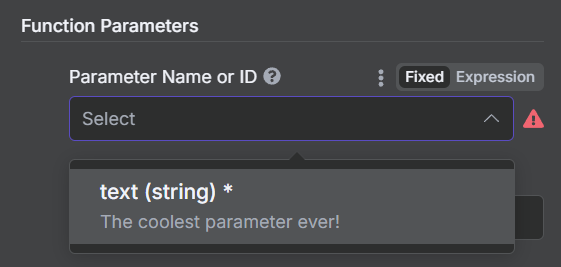 Function Parameters
Parameter Name or ID
Fixed Expression
Select
text (string) *
The coolest parameter ever!